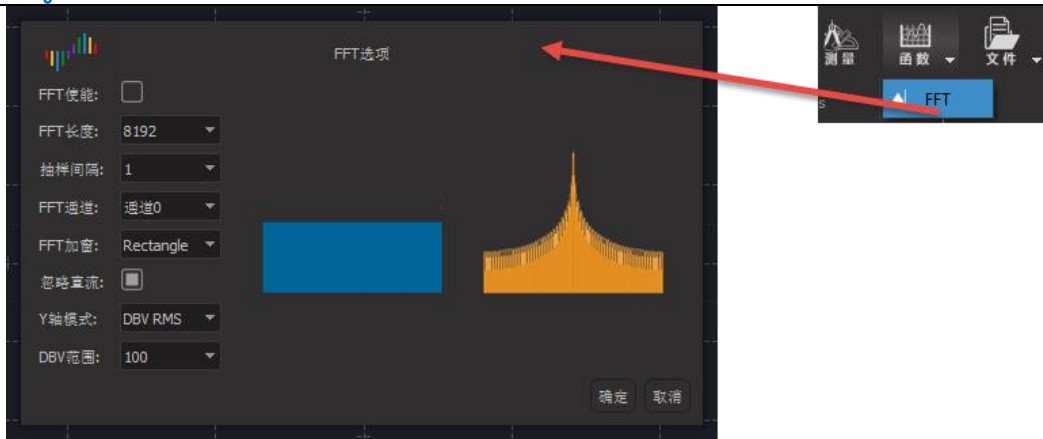 FFT选项
FFT使能:
FFT长度: 8192
抽样间隔: 1
FFT通道: 通道0
FFT加窗: Rectangle
忽略直流:
Y轴模式: DBV RMS
DBV范围: 100
确定 取消
测量 函数 文件
s
FFT